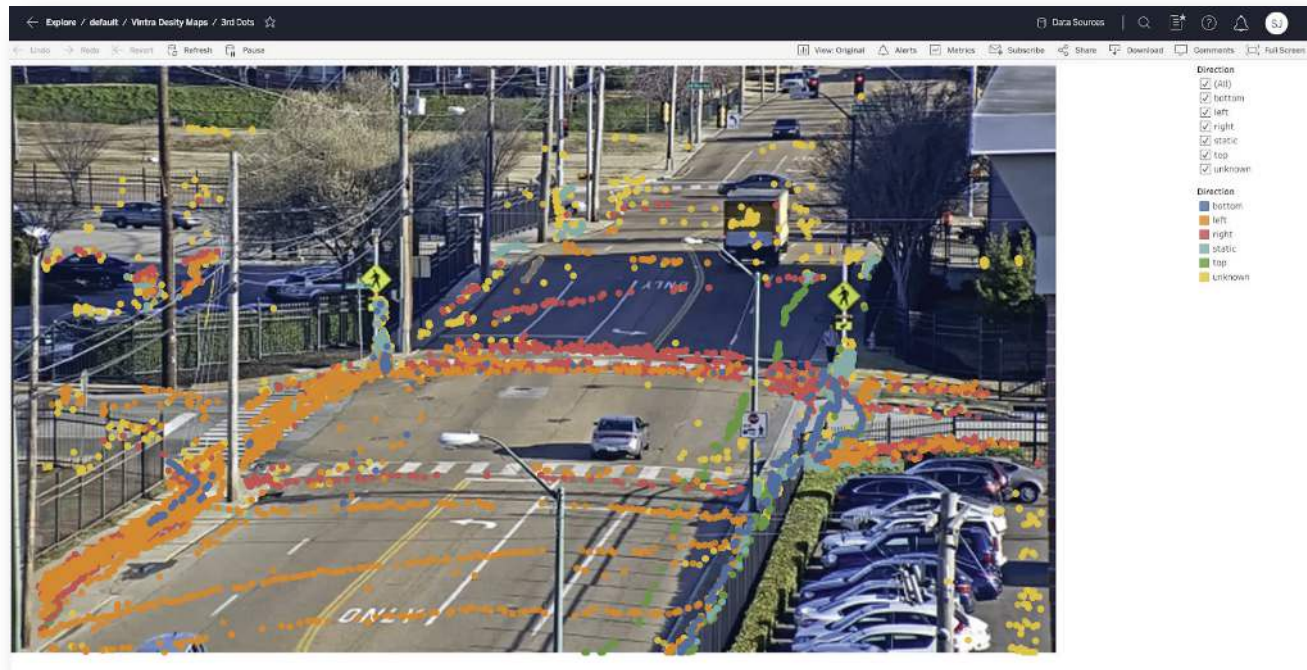 Explore / default / Vintra Desity Maps / 3rd Dots
Data Sources
SJ
Undo
Redo
Revert
Refresh
Pause
View: Original
Alerts
Metrics
Subscribe
Share
Download
Comments
Full Screen
Direction
(All)
bottom
left
right
static
top
unknown
Direction
bottom
left
right
static
top
unknown
ONLY
ONLY